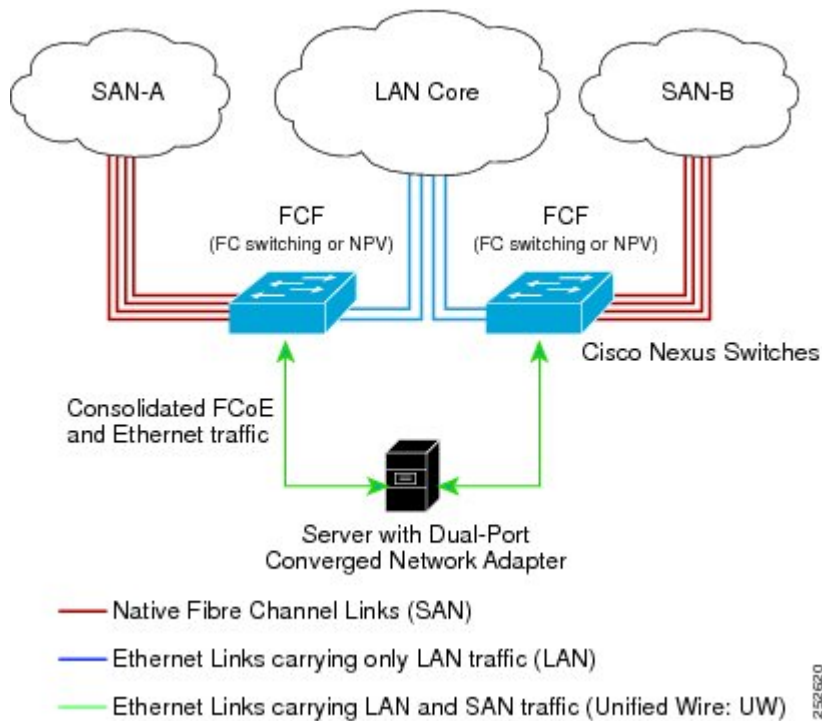 SAN-A
LAN Core
SAN-B
FCF
(FC switching or NPV)
FCF
(FC switching or NPV)
Cisco Nexus Switches
Consolidated FCoE
and Ethernet traffic
Server with Dual-Port
Converged Network Adapter
Native Fibre Channel Links (SAN)
Ethernet Links carrying only LAN traffic (LAN)
Ethernet Links carrying LAN and SAN traffic (Unified Wire: UW)
252620